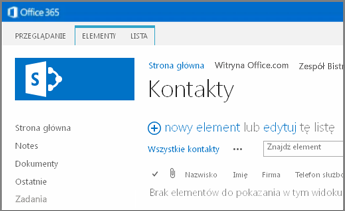 Office 365
PRZEGLĄDANIE ELEMENTY LISTA
Strona główna Witryna Office.com Zespół Bistr
S
Kontakty
nowy element lub edytuj tę listę
Wszystkie kontakty ••• Znajdź element
Nazwisko Imię Firma Telefon służbo
Brak elementów do pokazania w tym widoku
Strona główna
Notes
Dokumenty
Ostatnie
Zadania